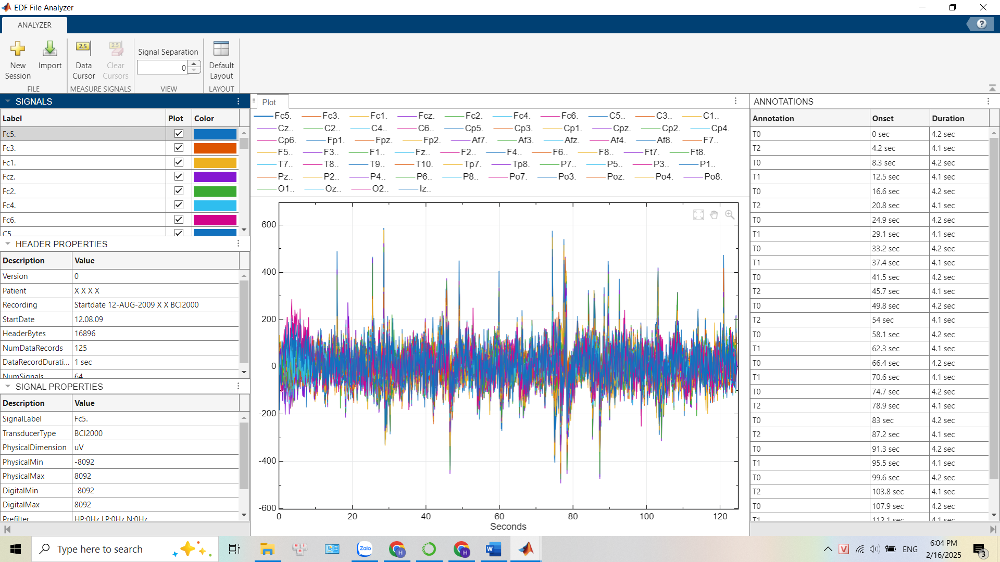 EDF File Analyzer
ANALYZER
New Session
Import
2.5
Data Cursor
2.5
Clear Cursors
Signal Separation
0
Default Layout
FILE
MEASURE SIGNALS
VIEW
LAYOUT
SIGNALS
Label Plot Color
Fc5.
Fc3.
Fc1.
Fcz.
Fc2.
Fc4.
Fc6.
C5
HEADER PROPERTIES
Description Value
Version 0
Patient X X X X
Recording Startdate 12-AUG-2009 X X BCI2000
StartDate 12.08.09
HeaderBytes 16896
NumDataRecords 125
DataRecordDurati... 1 sec
NumSignals 64
SIGNAL PROPERTIES
Description Value
SignalLabel Fc5.
TransducerType BCI2000
PhysicalDimension uV
PhysicalMin -8092
PhysicalMax 8092
DigitalMin -8092
DigitalMax 8092
Prefilter HP:0Hz LP:0Hz N:0Hz
Plot
Fc5. Fc3. Fc1. Fcz. Fc2. Fc4. Fc6. C5.. C3.. C1..
Cz.. C2.. C4.. C6.. Cp5. Cp3. Cp1. Cpz. Cp2. Cp4.
Cp6. Fp1. Fpz. Fp2. Af7. Af3. Afz. Af4. Af8. F7..
F5.. F3.. F1.. Fz.. F2.. F4.. F6.. F8.. Ft7. Ft8.
T7.. T8.. T9.. T10. Tp7. Tp8. P7.. P5.. P3.. P1..
Pz.. P2.. P4.. P6.. P8.. Po7. Po3. Poz. Po4. Po8.
O1.. Oz.. O2.. Iz..
600
400
200
0
-200
-400
-600
0 20 40 60 80 100 120
Seconds
ANNOTATIONS
Annotation Onset Duration
T0 0 sec 4.2 sec
T2 4.2 sec 4.1 sec
T0 8.3 sec 4.2 sec
T1 12.5 sec 4.1 sec
T0 16.6 sec 4.2 sec
T2 20.8 sec 4.1 sec
T0 24.9 sec 4.2 sec
T1 29.1 sec 4.1 sec
T0 33.2 sec 4.2 sec
T1 37.4 sec 4.1 sec
T0 41.5 sec 4.2 sec
T2 45.7 sec 4.1 sec
T0 49.8 sec 4.2 sec
T2 54 sec 4.1 sec
T0 58.1 sec 4.2 sec
T1 62.3 sec 4.1 sec
T0 66.4 sec 4.2 sec
T1 70.6 sec 4.1 sec
T0 74.7 sec 4.2 sec
T2 78.9 sec 4.1 sec
T0 83 sec 4.2 sec
T2 87.2 sec 4.1 sec
T0 91.3 sec 4.2 sec
T1 95.5 sec 4.1 sec
T0 99.6 sec 4.2 sec
T2 103.8 sec 4.1 sec
T0 107.9 sec 4.2 sec
T1 112.1 sec 4.1 sec
Type here to search
Zalo
H
H
W
V
ENG
6:04 PM
2/16/2025
3